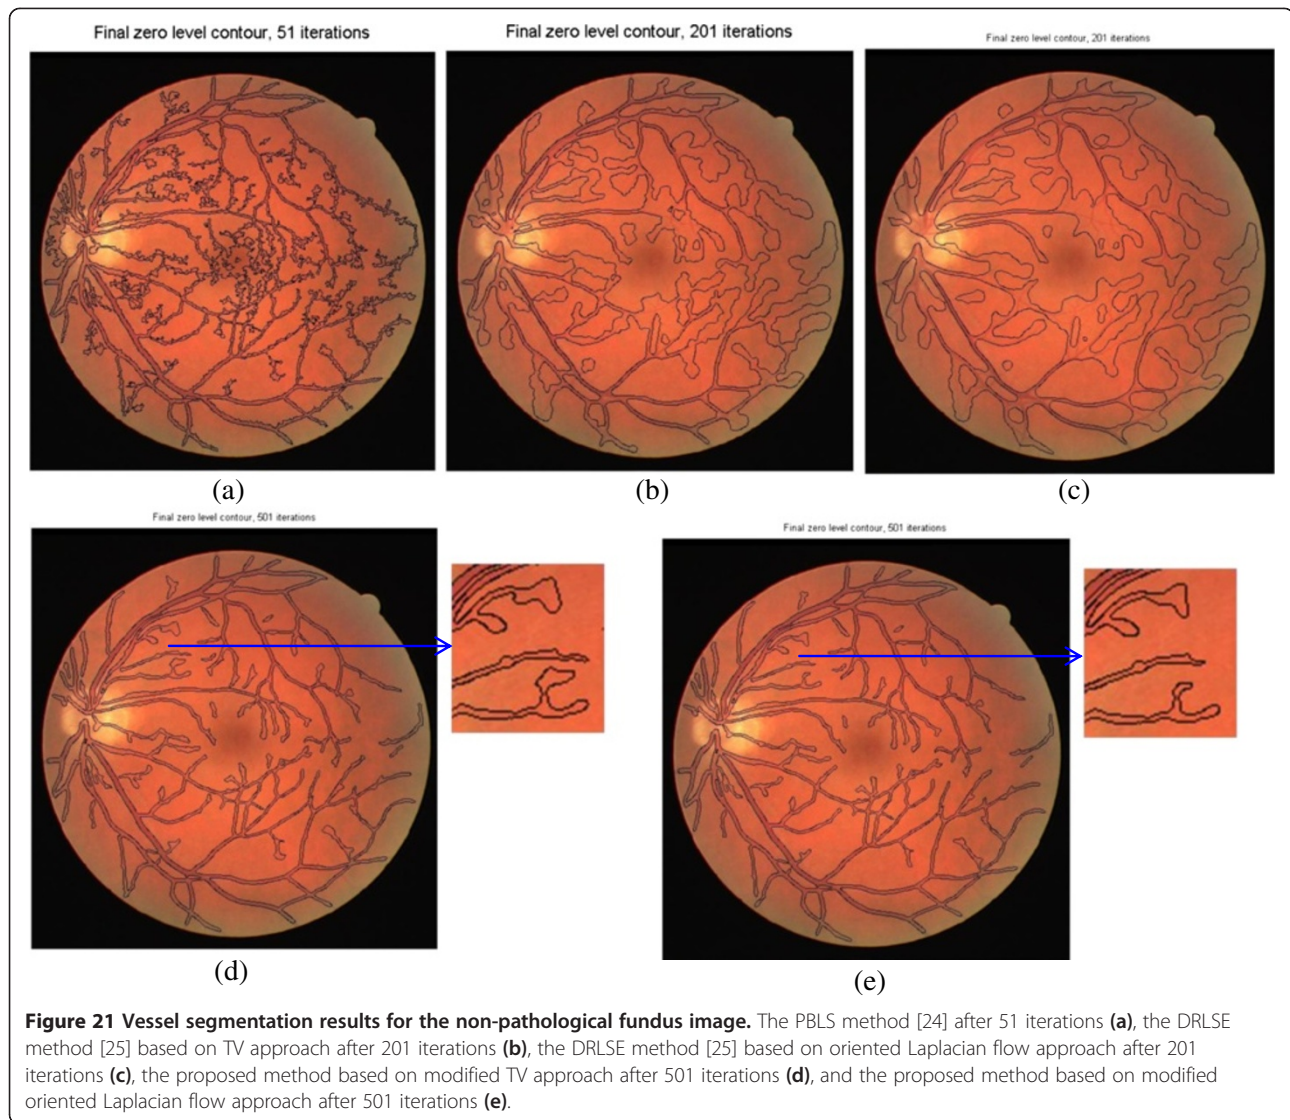 Final zero level contour, 51 iterations
Final zero level contour, 201 iterations
Final zero level contour, 201 iterations
(a)
(b)
(c)
Final zero level contour, 501 iterations
Final zero level contour, 501 iterations
(d)
(e)
Figure 21 Vessel segmentation results for the non-pathological fundus image. The PBLS method [24] after 51 iterations (a), the DRLSE
method [25] based on TV approach after 201 iterations (b), the DRLSE method [25] based on oriented Laplacian flow approach after 201
iterations (c), the proposed method based on modified TV approach after 501 iterations (d), and the proposed method based on modified
oriented Laplacian flow approach after 501 iterations (e).